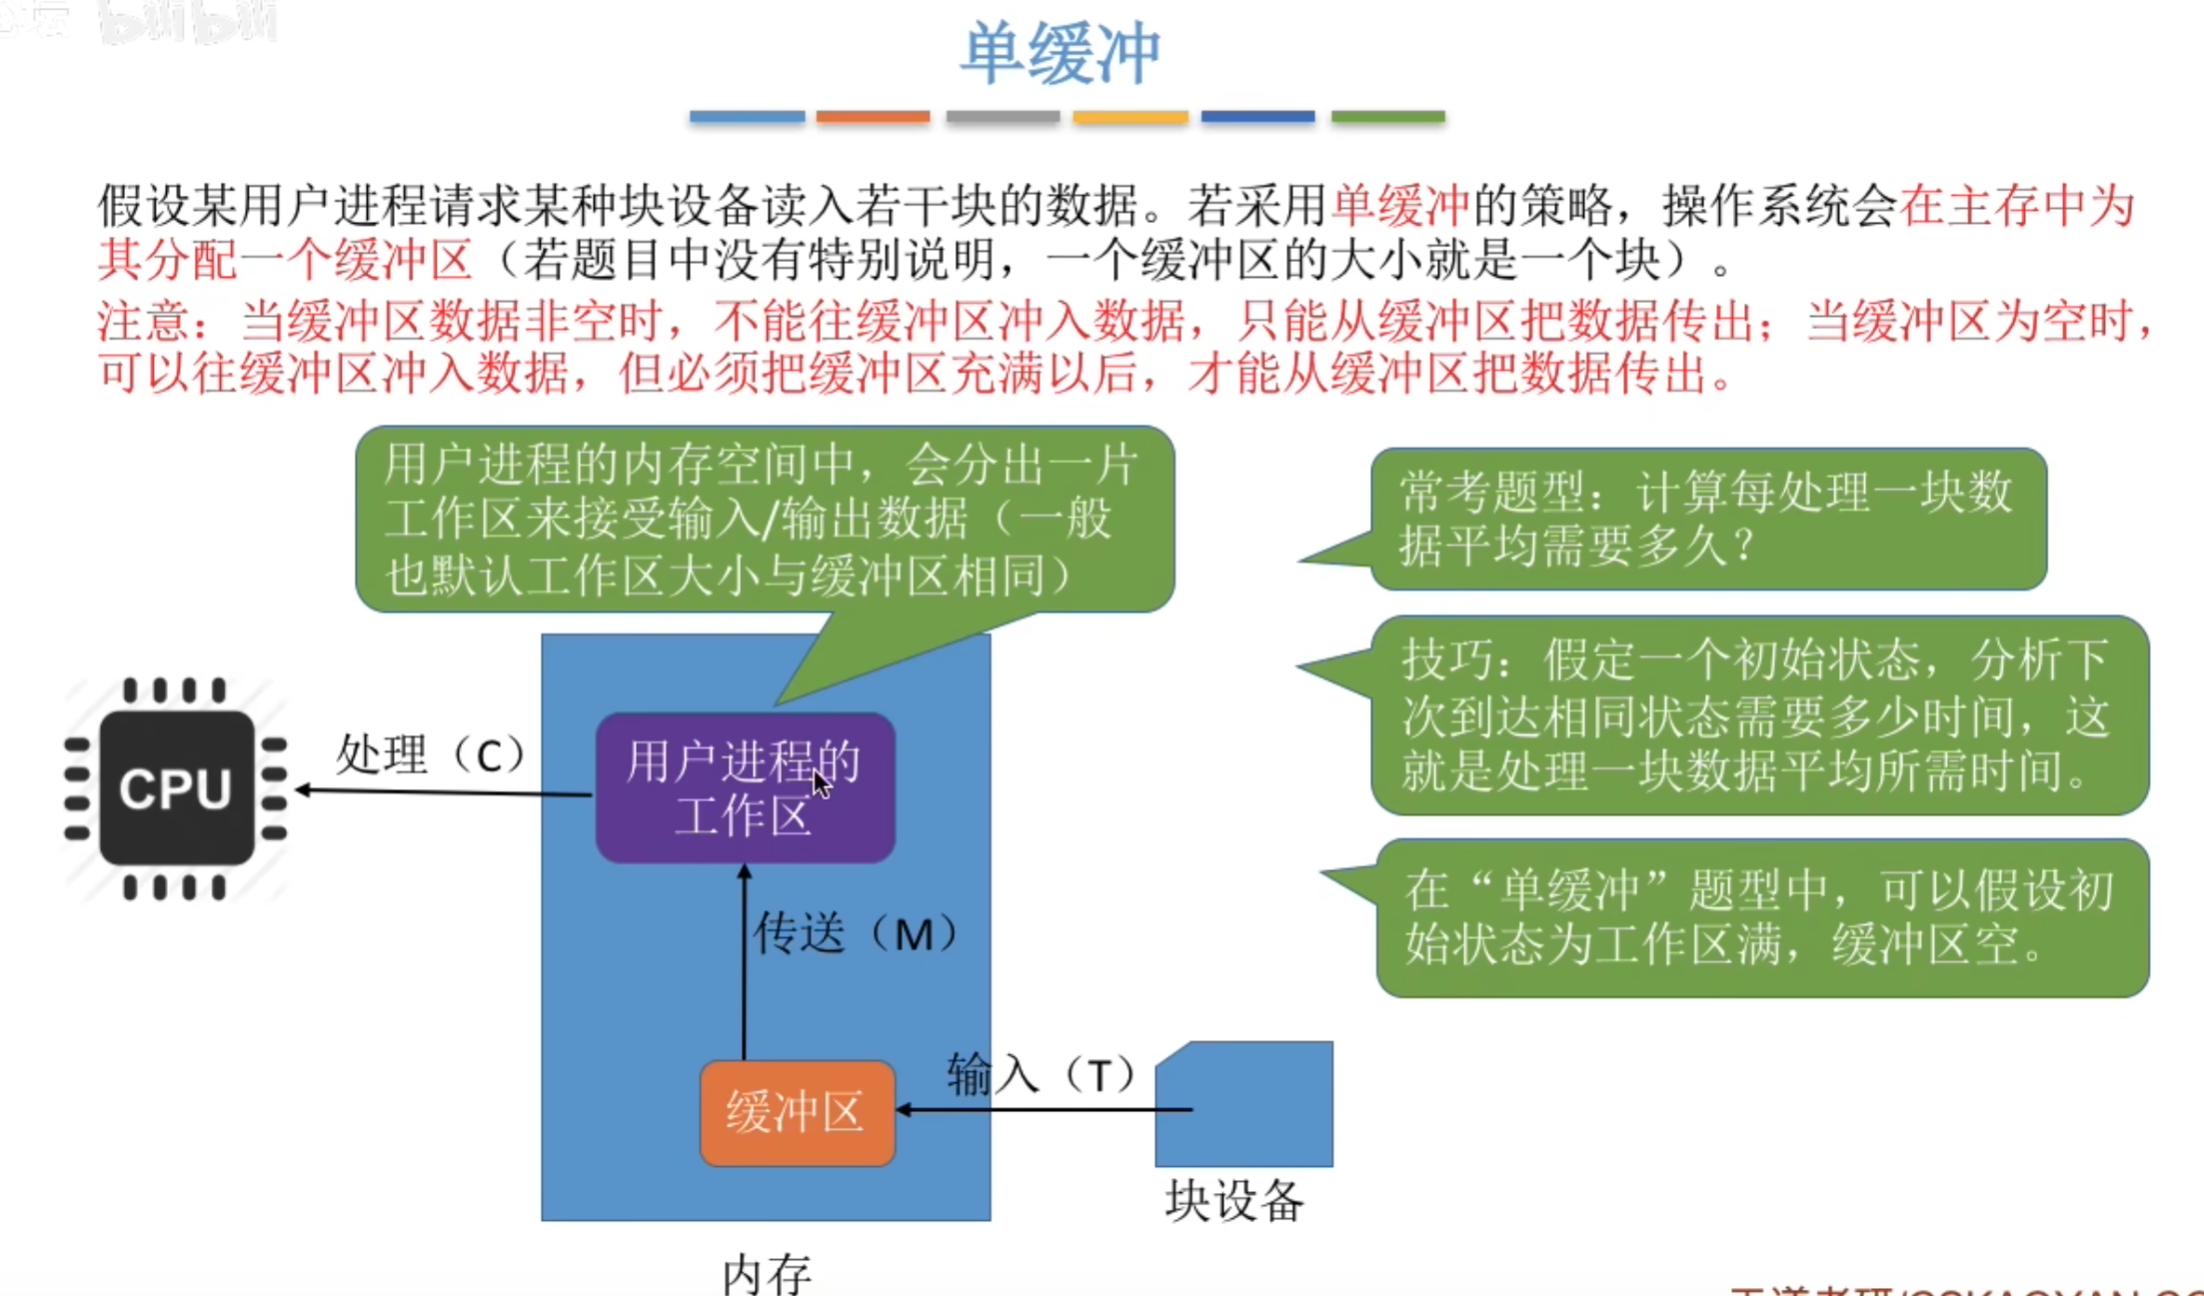 bilibili
单缓冲
假设某用户进程请求某种块设备读入若干块的数据。若采用单缓冲的策略，操作系统会在主存中为
其分配一个缓冲区（若题目中没有特别说明，一个缓冲区的大小就是一个块）。
注意：当缓冲区数据非空时，不能往缓冲区冲入数据，只能从缓冲区把数据传出；当缓冲区为空时，
可以往缓冲区冲入数据，但必须把缓冲区充满以后，才能从缓冲区把数据传出。
用户进程的内存空间中，会分出一片
工作区来接受输入/输出数据（一般
也默认工作区大小与缓冲区相同）
常考题型：计算每处理一块数
据平均需要多久？
技巧：假定一个初始状态，分析下
次到达相同状态需要多少时间，这
就是处理一块数据平均所需时间。
在“单缓冲”题型中，可以假设初
始状态为工作区满，缓冲区空。
CPU
处理（C）
用户进程的
工作区
传送（M）
缓冲区
输入（T）
块设备
内存